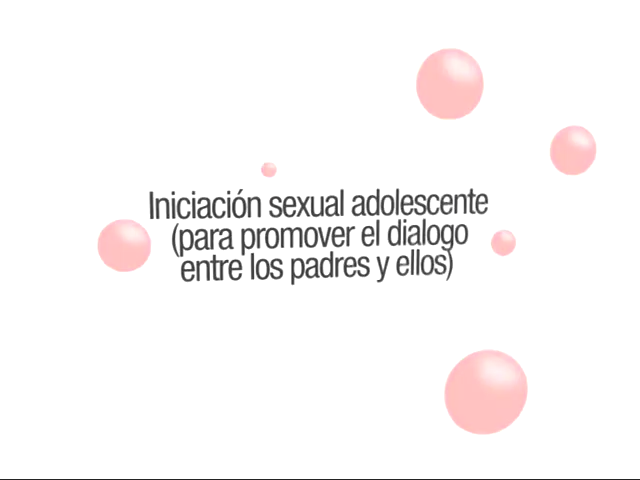 Iniciación sexual adolescente
(para promover el dialogo
entre los padres y ellos)